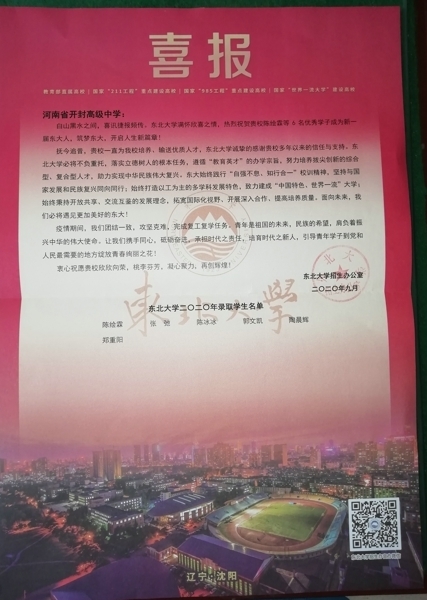 喜报
教育部直属高校｜国家“211工程”重点建设高校｜国家“985工程”重点建设高校｜国家“世界一流大学”建设高校
河南省开封高级中学：
白山黑水之间，喜讯捷报频传。东北大学满怀欣喜之情，热烈祝贺贵校陈绘霖等6名优秀学子成为新一
届东大人，筑梦东大，开启人生新篇章！
抚今追昔，贵校一直为我校培养、输送优质人才，东北大学诚挚的感谢贵校多年以来的信任与支持。东
北大学必将不负重托，落实立德树人的根本任务，遵循“教育英才”的办学宗旨，努力培养拔尖创新的综合
型、复合型人才，助力实现中华民族伟大复兴。东大始终践行“自强不息、知行合一”校训精神，坚持与国
家发展和民族复兴同向同行；始终打造以工为主的多学科发展特色，致力建成“中国特色、世界一流”大学；
始终秉持开放共享、交流互鉴的发展理念，拓宽国际化视野，开展深入合作，提高培养质量。面向未来，我
们必将遇见更加美好的东大！
疫情期间，我们团结一致、攻坚克难，完成复工复学任务。青年是祖国的未来，民族的希望，肩负着振
兴中华的伟大使命。让我们携手同心，砥砺奋进，承担时代之责任，培育时代之新人，引导青年学子到党和
人民最需要的地方绽放青春绚丽之花！
衷心祝愿贵校欣欣向荣，桃李芬芳，凝心聚力，再创辉煌！
东北大学招生办公室
二〇二〇年九月
东北大学
东北大学二〇二〇年录取学生名单
陈绘霖 张弛 陈冰冰 郭文凯 陶晨辉
郑重阳
辽宁·沈阳